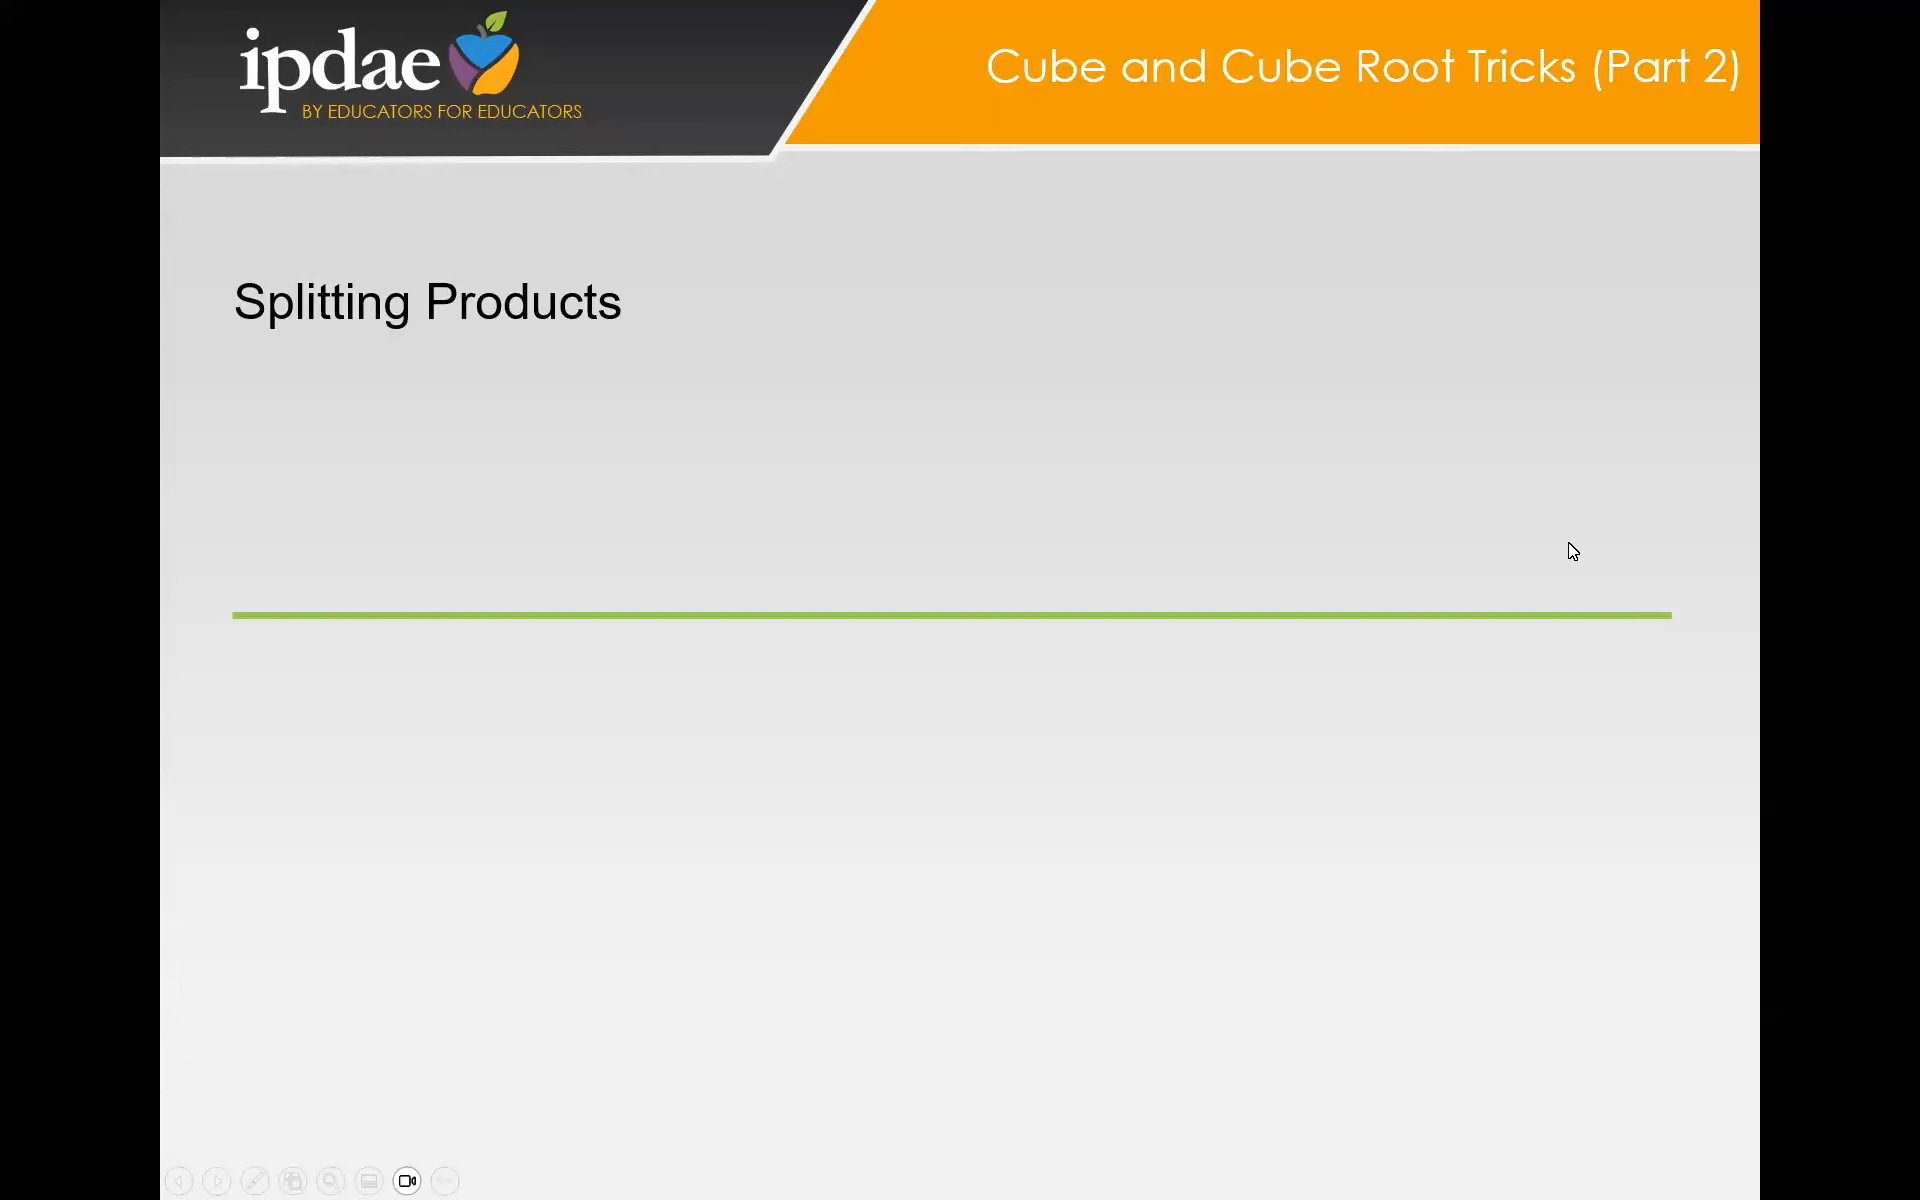 ipdae
BY EDUCATORS FOR EDUCATORS
Cube and Cube Root Tricks (Part 2)
Splitting Products